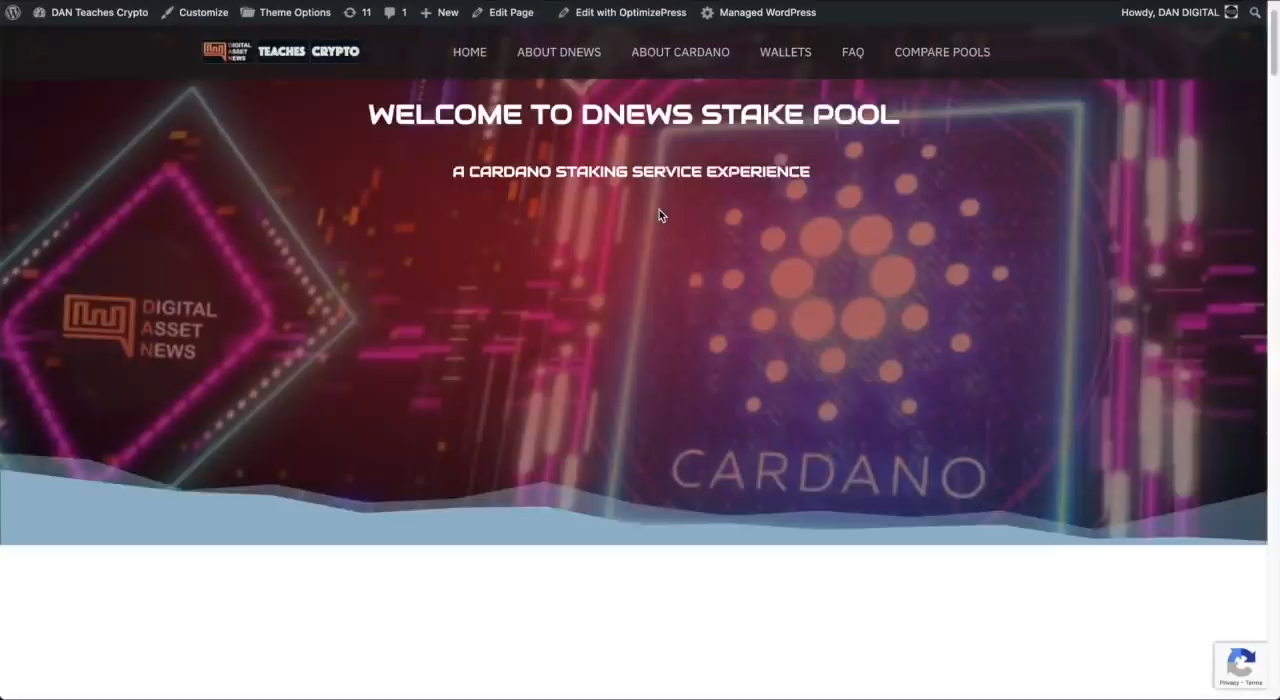 DAN Teaches Crypto Customize Theme Options 11 1 New Edit Page Edit with OptimizePress Managed WordPress Howdy, DAN DIGITAL
DIGITAL
ASSET
NEWS
TEACHES CRYPTO
HOME ABOUT DNEWS ABOUT CARDANO WALLETS FAQ COMPARE POOLS
WELCOME TO DNEWS STAKE POOL
A CARDANO STAKING SERVICE EXPERIENCE
DIGITAL
ASSET
NEWS
CARDANO
Privacy - Terms